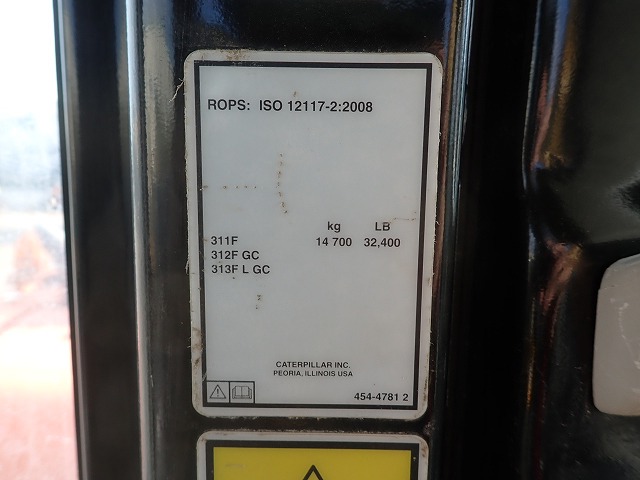 ROPS: ISO 12117-2:2008
kg LB
311F 14 700 32,400
312F GC
313F L GC
CATERPILLAR INC.
PEORIA, ILLINOIS USA
454-4781 2